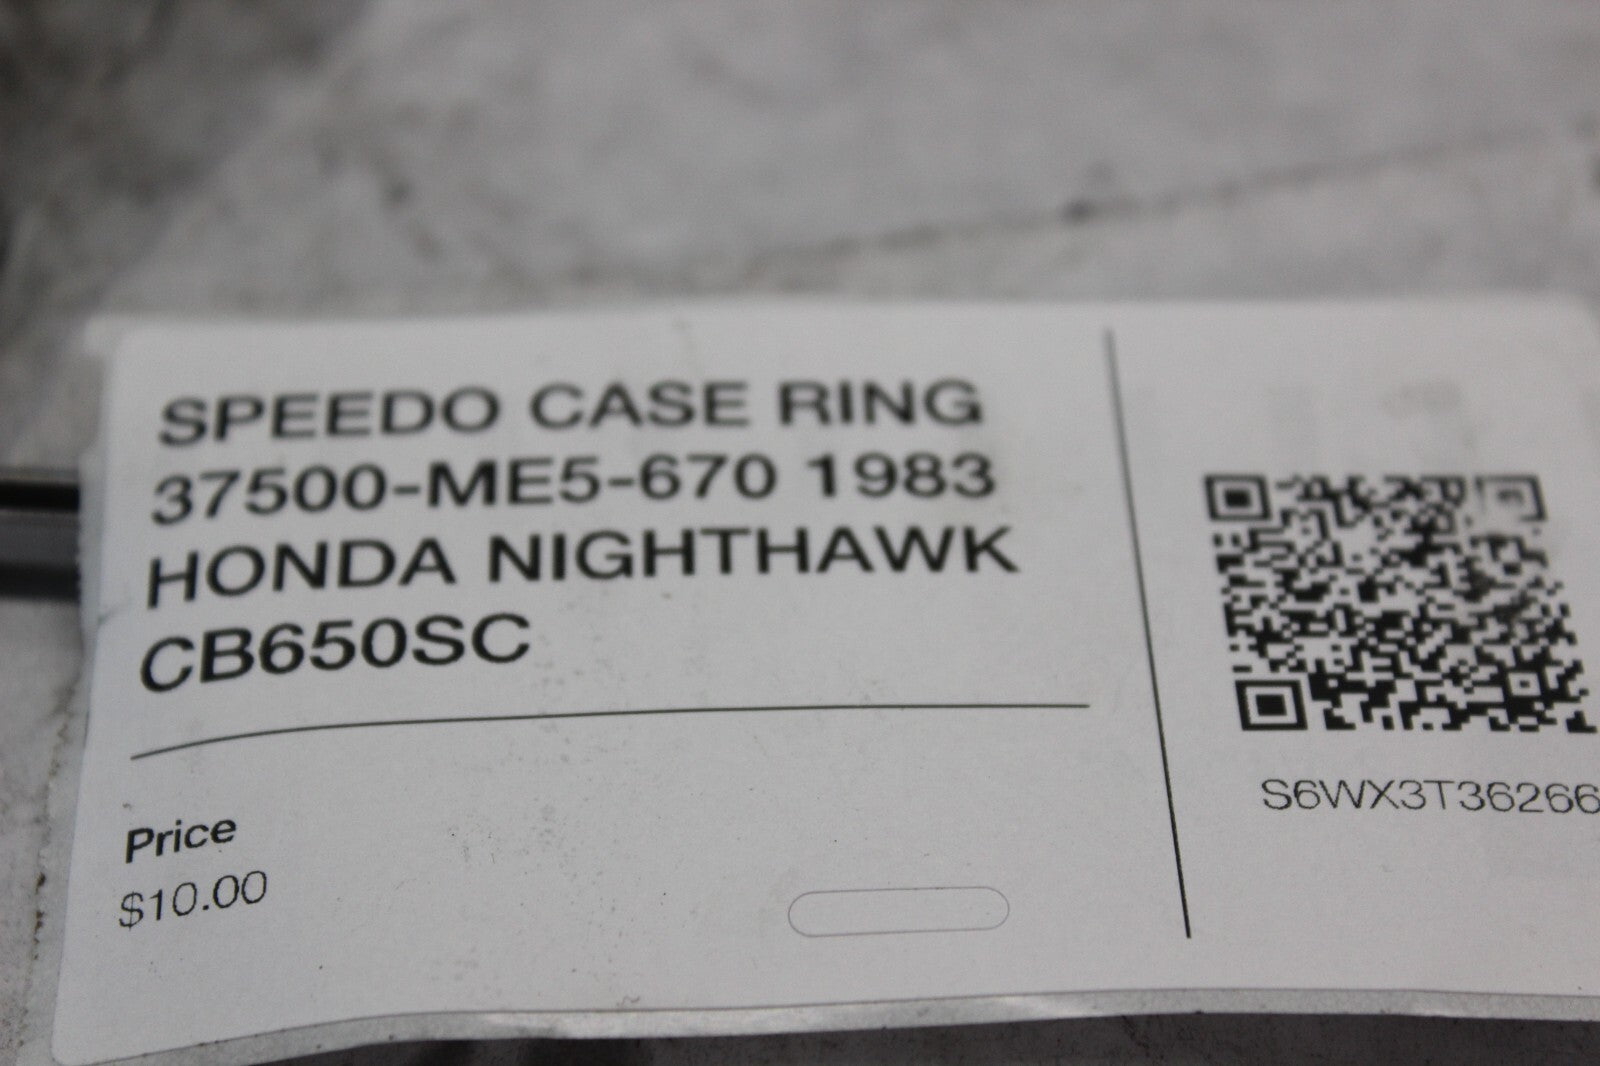 SPEEDO CASE RING
37500-ME5-670 1983
HONDA NIGHTHAWK
CB650SC
Price
$10.00
S6WX3T36266